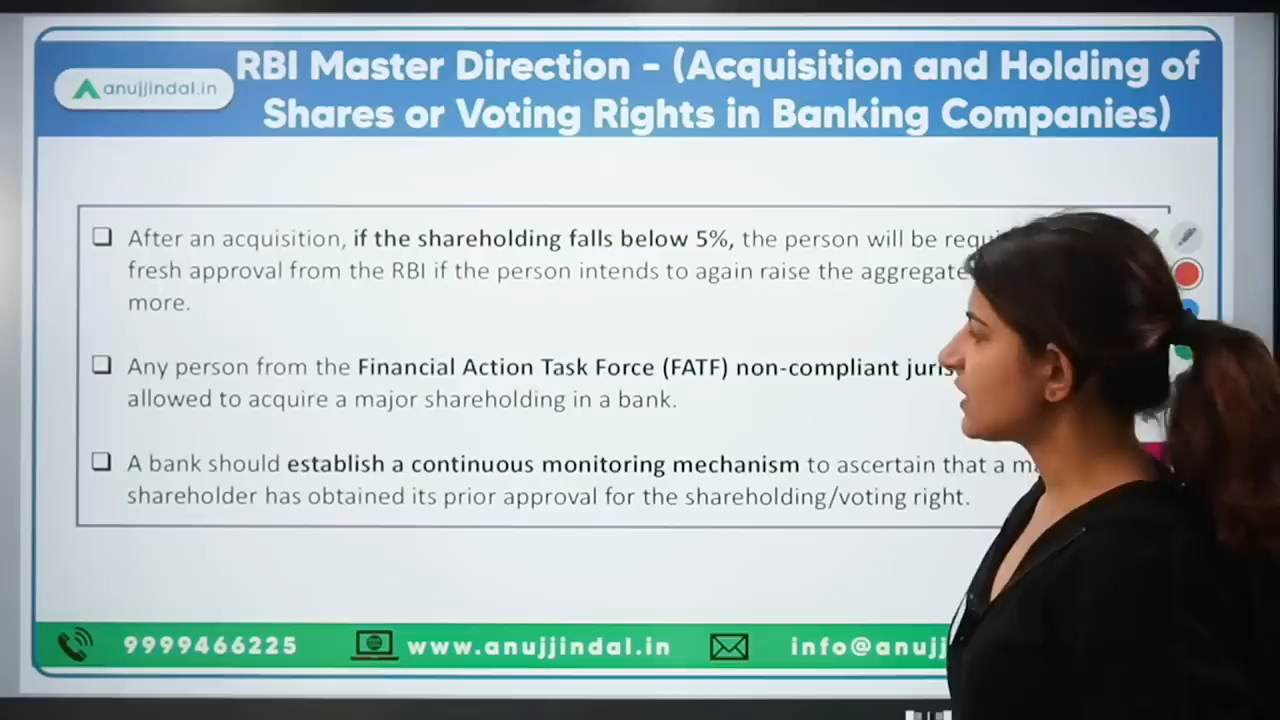 RBI Master Direction - (Acquisition and Holding of
anujjindal.in
Shares or Voting Rights in Banking Companies)
❑ After an acquisition, if the shareholding falls below 5%, the person will be
fresh approval from the RBI if the person intends to again raise the aggregate
more.
❑ Any person from the Financial Action Task Force (FATF) non-compliant
allowed to acquire a major shareholding in a bank.
❑ A bank should establish a continuous monitoring mechanism to ascertain that a
shareholder has obtained its prior approval for the shareholding/voting right.
9999466225 www.anujjindal.in